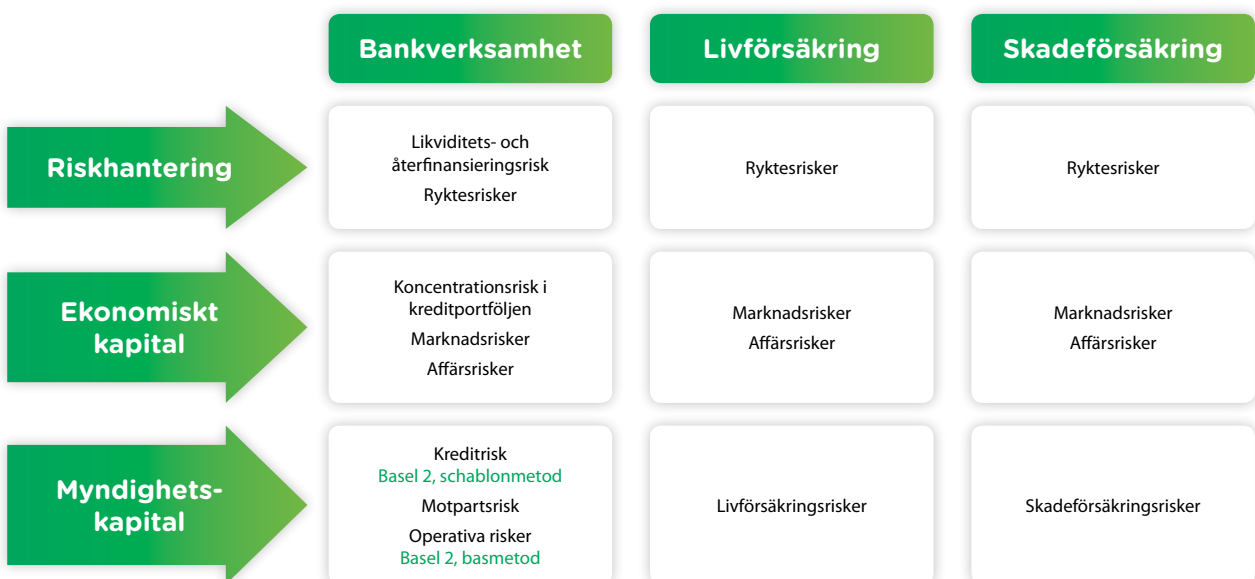 Bankverksamhet
Livförsäkring
Skadeförsäkring
Riskhantering
Likviditets- och
återfinansieringsrisk
Ryktesrisker
Ryktesrisker
Ryktesrisker
Ekonomiskt
kapital
Koncentrationsrisk i
kreditportföljen
Marknadsrisker
Affärsrisker
Marknadsrisker
Affärsrisker
Marknadsrisker
Affärsrisker
Myndighets-
kapital
Kreditrisk
Basel 2, schablonmetod
Motpartsrisk
Operativa risker
Basel 2, basmetod
Livförsäkringsrisker
Skadeförsäkringsrisker